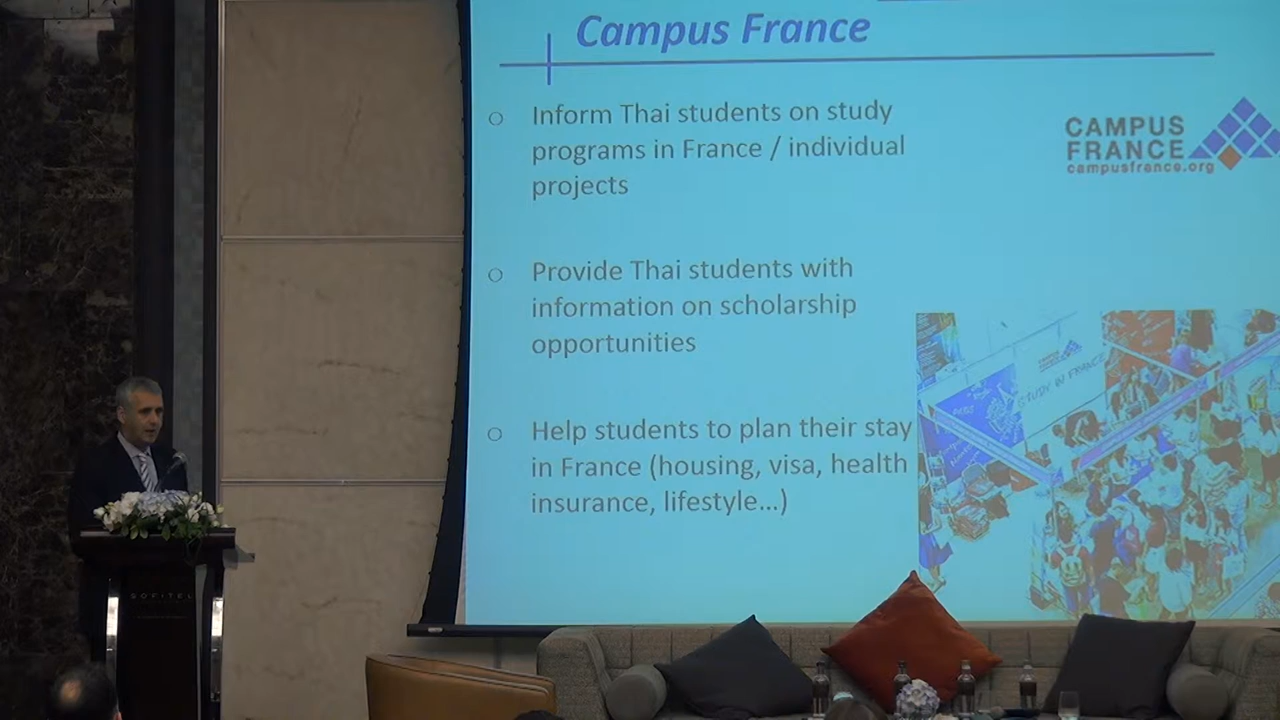 Campus France
Inform Thai students on study
programs in France / individual
projects
CAMPUS
FRANCE
campusfrance.org
Provide Thai students with
information on scholarship
opportunities
Help students to plan their stay
in France (housing, visa, health
insurance, lifestyle...)
STUDY IN FRANCE
SOFITEL